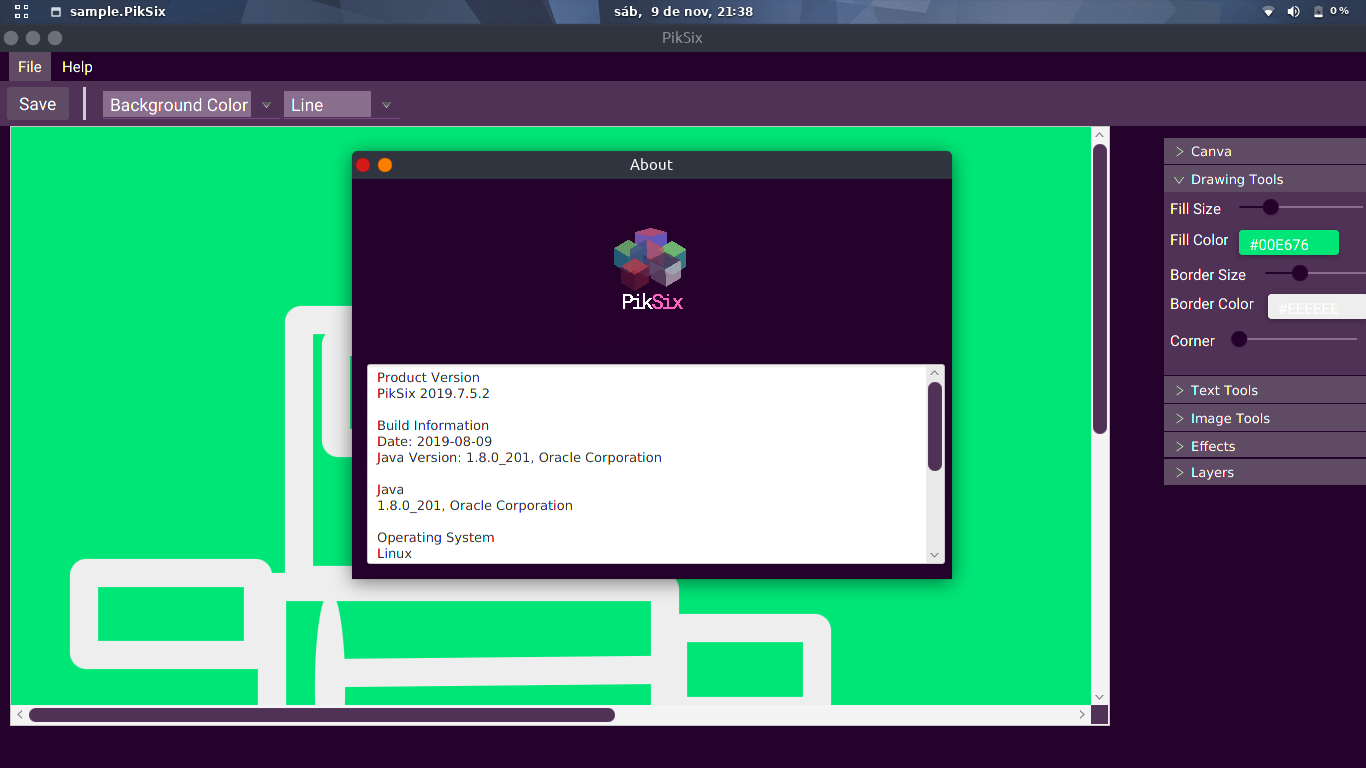 sample.PikSix
sáb, 9 de nov, 21:38
0 %
PikSix
File
Help
Save
Background Color
Line
About
PikSix
Product Version
PikSix 2019.7.5.2
Build Information
Date: 2019-08-09
Java Version: 1.8.0_201, Oracle Corporation
Java
1.8.0_201, Oracle Corporation
Operating System
Linux
Canva
Drawing Tools
Fill Size
Fill Color
#00E676
Border Size
Border Color
#EEEEEE
Corner
Text Tools
Image Tools
Effects
Layers